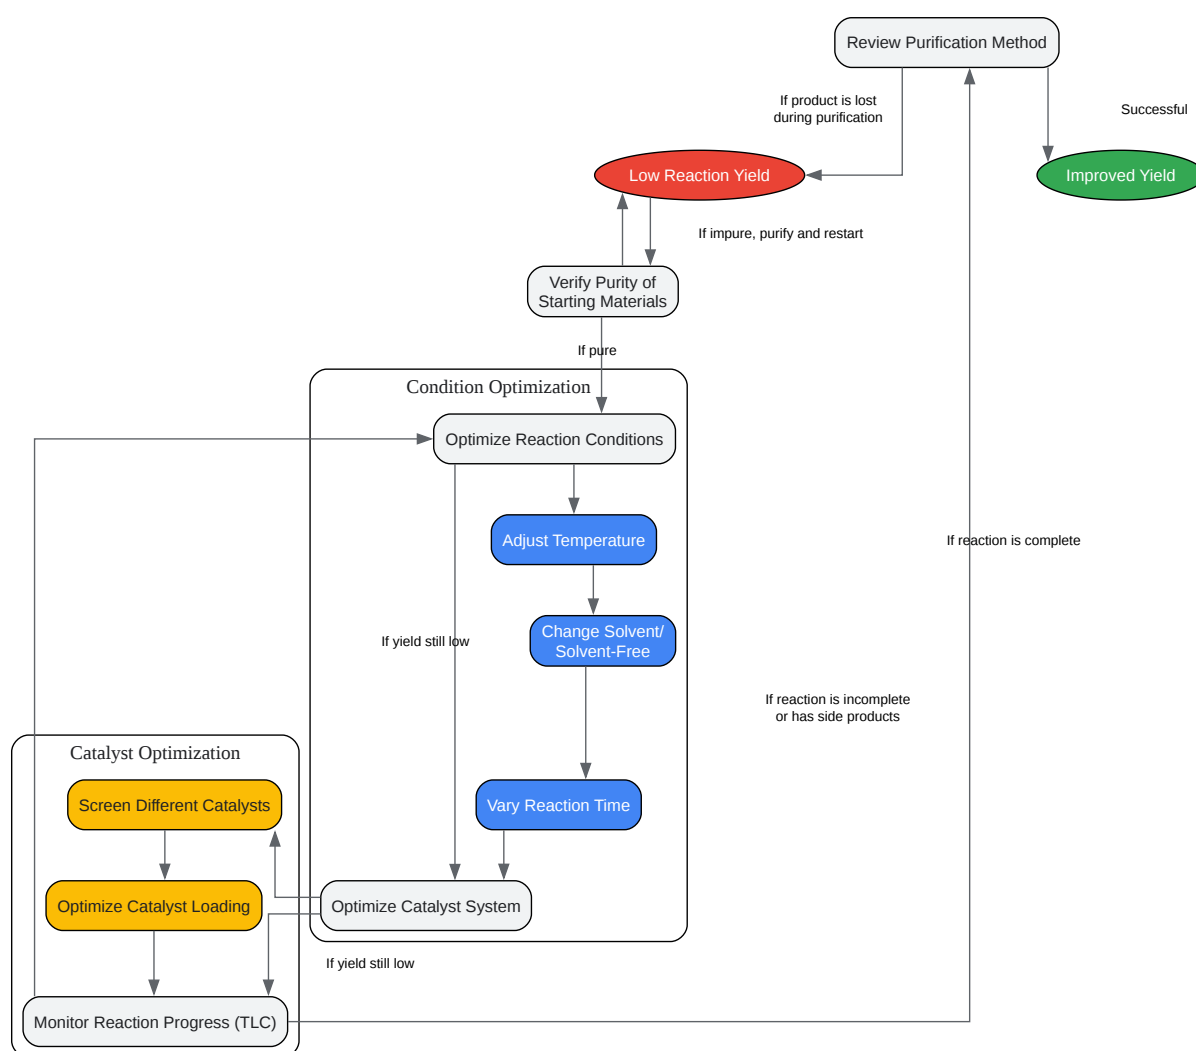 Review Purification Method
If product is lost
during purification
Successful
Low Reaction Yield
Improved Yield
If impure, purify and restart
Verify Purity of
Starting Materials
If pure
Condition Optimization
Optimize Reaction Conditions
Adjust Temperature
If reaction is complete
Change Solvent/
Solvent-Free
If yield still low
If reaction is incomplete
or has side products
Catalyst Optimization
Screen Different Catalysts
Vary Reaction Time
Optimize Catalyst Loading
Optimize Catalyst System
If yield still low
Monitor Reaction Progress (TLC)